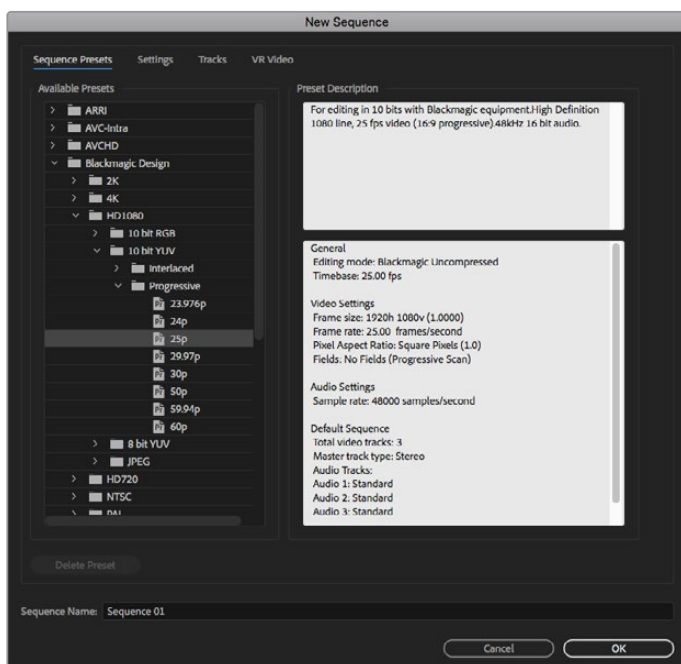 New Sequence
Sequence Presets Settings Tracks VR Video
Available Presets
ARRI
AVC-Intra
AVCHD
Blackmagic Design
2K
4K
HD1080
10 bit RGB
10 bit YUV
Interlaced
Progressive
23.976p
24p
25p
29.97p
30p
50p
59.94p
60p
8 bit YUV
JPEG
HD720
NTSC
PAL
Preset Description
For editing in 10 bits with Blackmagic equipment.High Definition
1080 line, 25 fps video (16:9 progressive).48kHz 16 bit audio.
General
Editing mode: Blackmagic Uncompressed
Timebase: 25.00 fps
Video Settings
Frame size: 1920h 1080v (1.0000)
Frame rate: 25.00 frames/second
Pixel Aspect Ratio: Square Pixels (1.0)
Fields: No Fields (Progressive Scan)
Audio Settings
Sample rate: 48000 samples/second
Default Sequence
Total video tracks: 3
Master track type: Stereo
Audio Tracks:
Audio 1: Standard
Audio 2: Standard
Audio 3: Standard
Delete Preset
Sequence Name: Sequence 01
Cancel OK